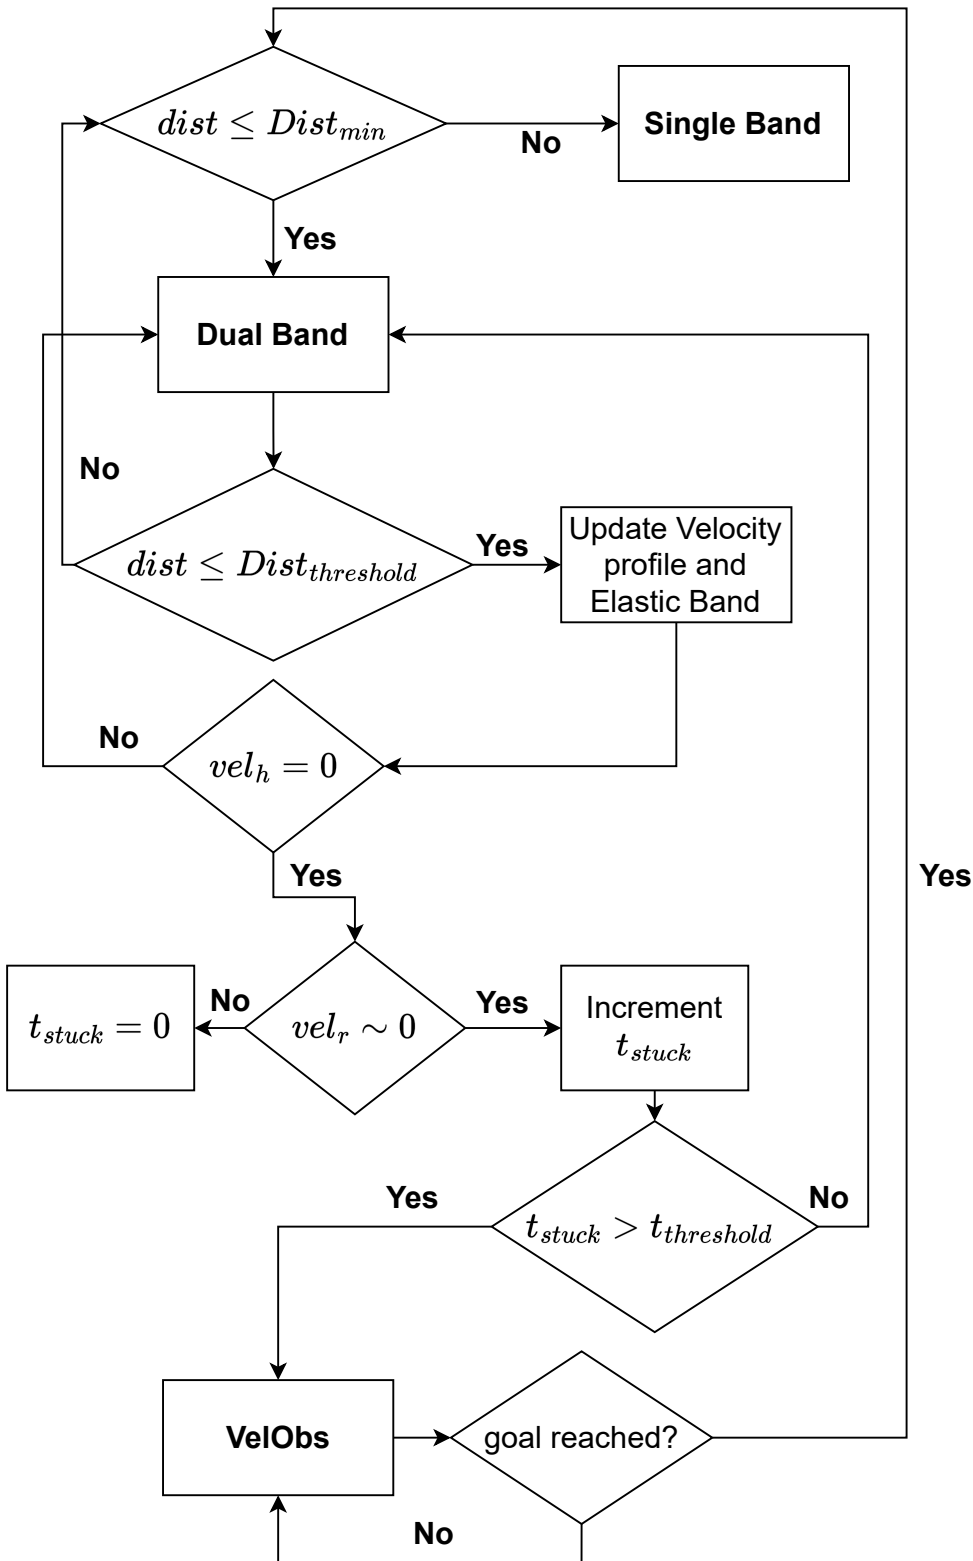 dist ≤ Dist_min
No
Single Band
Yes
Dual Band
No
dist ≤ Dist_threshold
Yes
Update Velocity
profile and
Elastic Band
No
vel_h = 0
Yes
Yes
t_stuck = 0
No
vel_r ∼ 0
Yes
Increment
t_stuck
Yes
t_stuck > t_threshold
No
VelObs
goal reached?
No